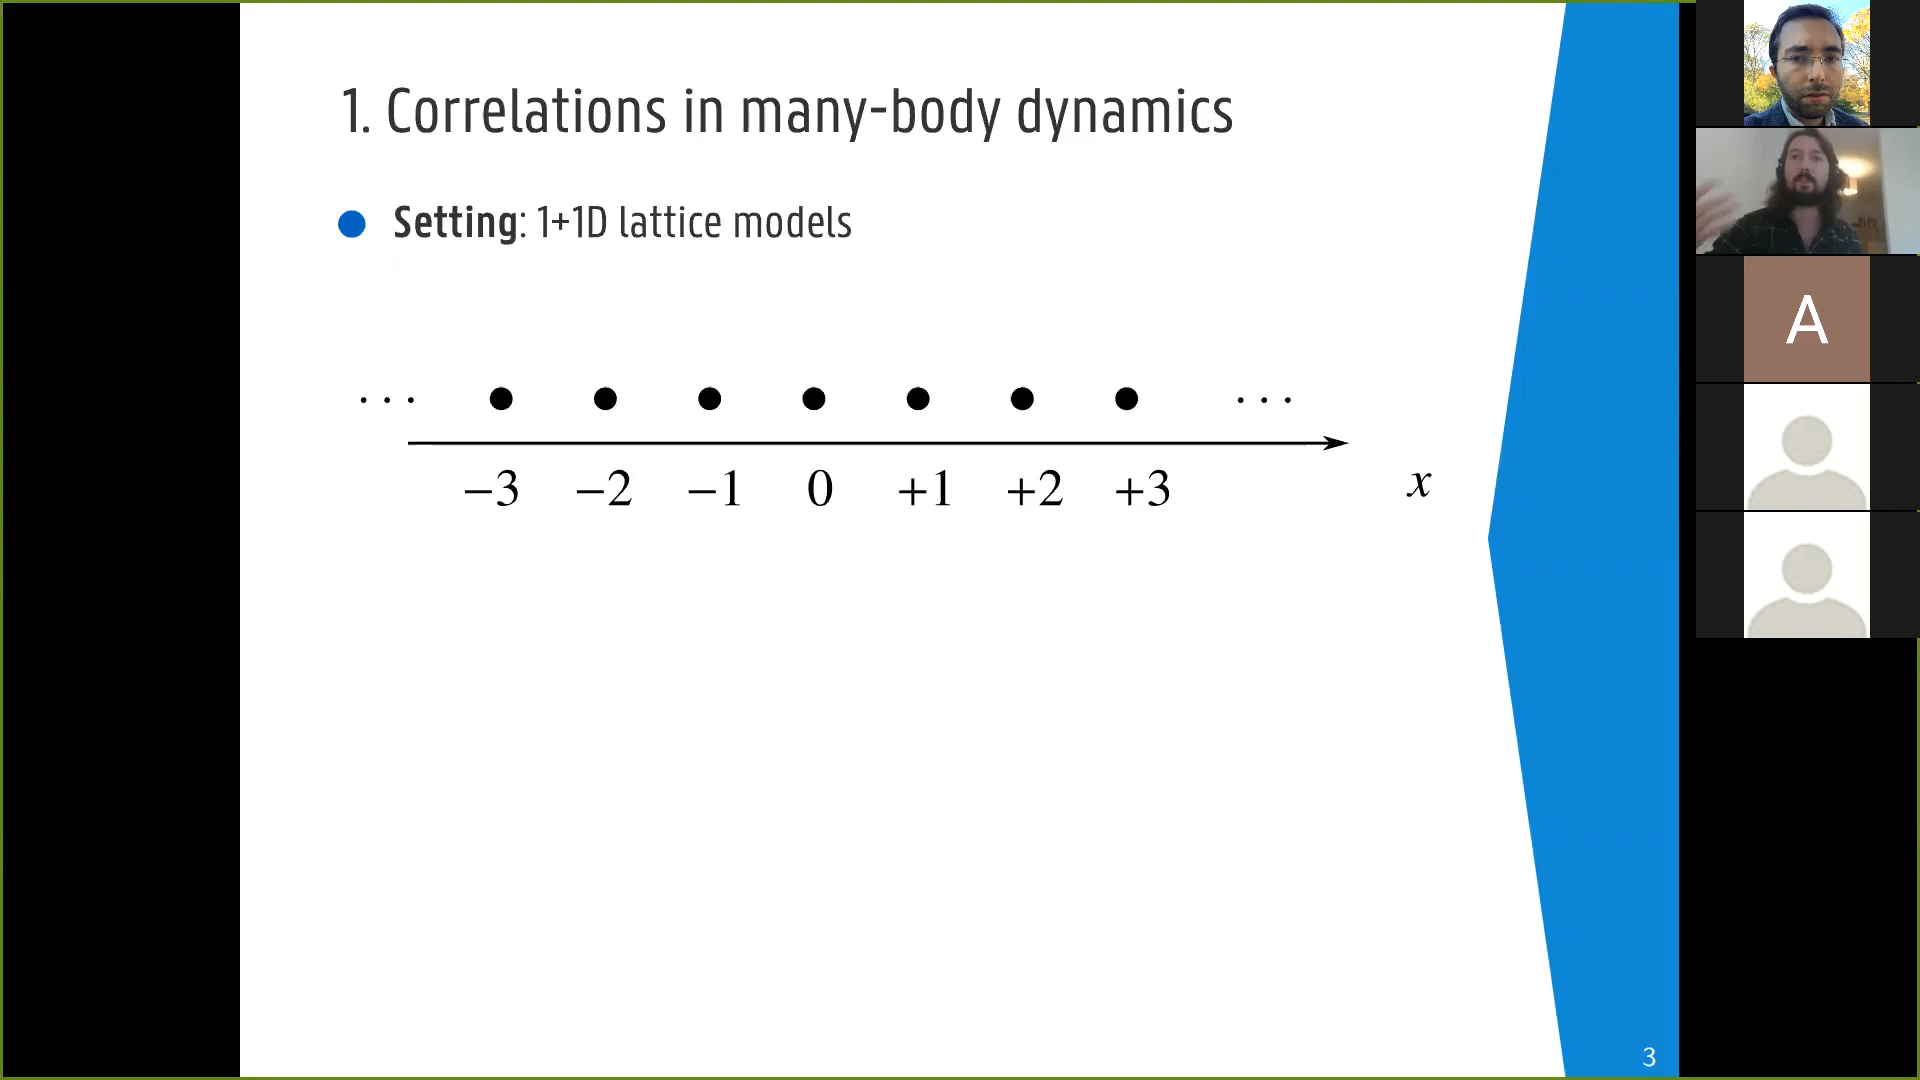 1. Correlations in many-body dynamics
Setting: 1+1D lattice models
··· ···
−3 −2 −1 0 +1 +2 +3 x
3
A